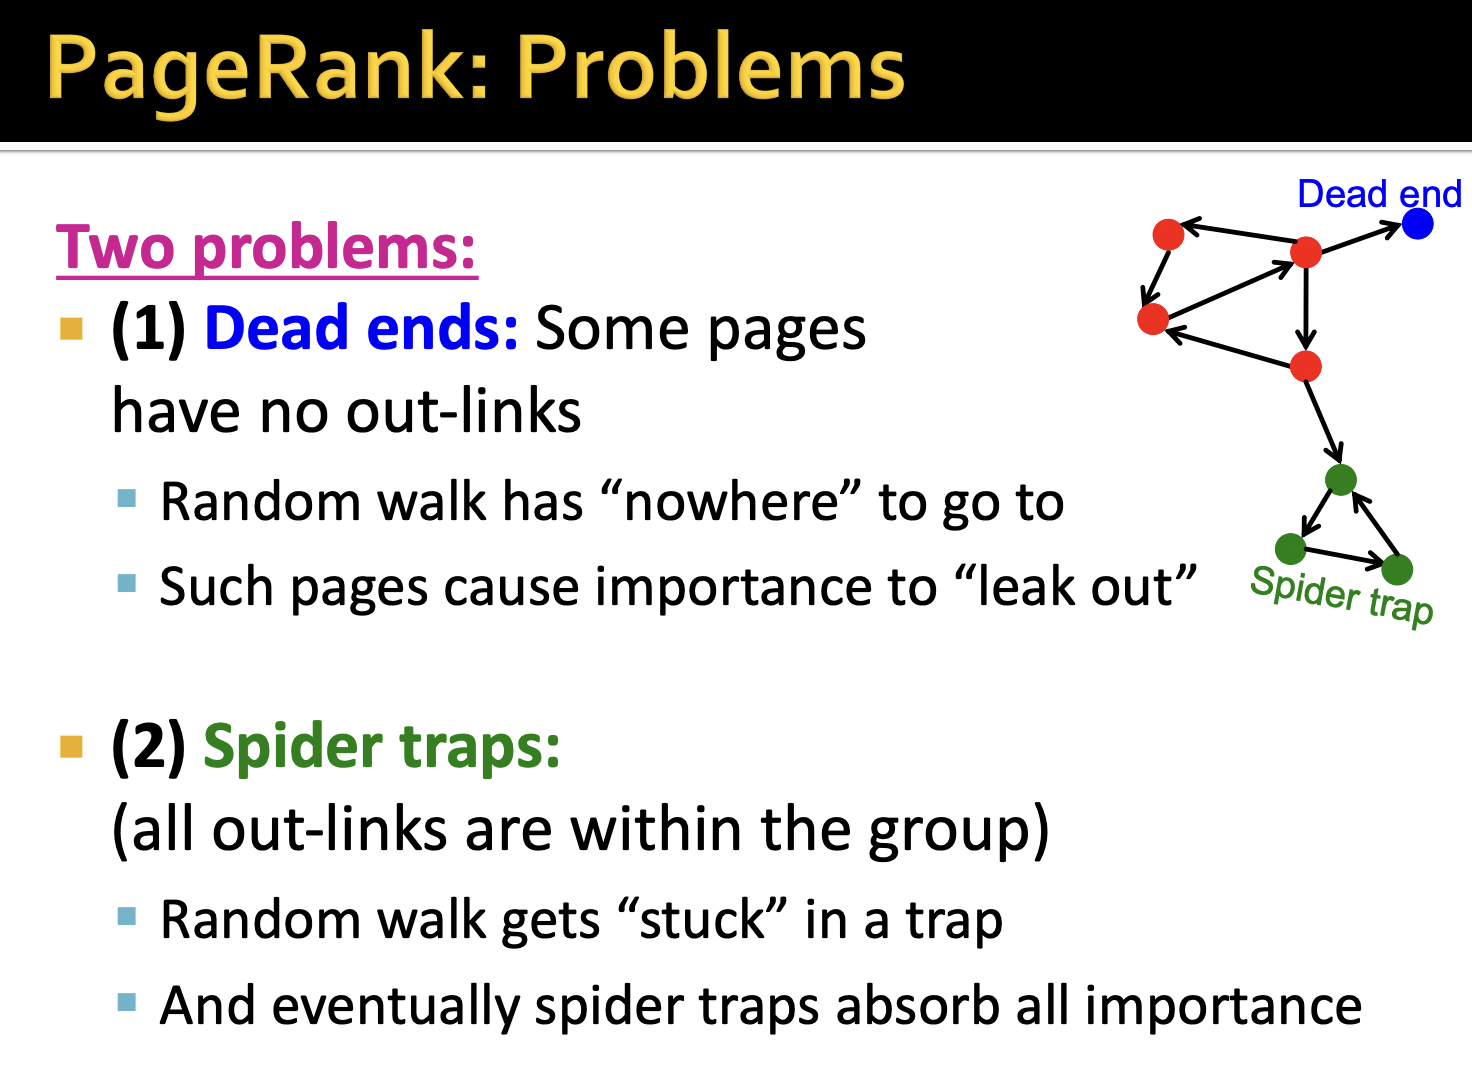 PageRank: Problems
Dead end
Two problems:
(1) Dead ends: Some pages
have no out-links
Random walk has “nowhere” to go to
Such pages cause importance to “leak out”
Spider trap
(2) Spider traps:
(all out-links are within the group)
Random walk gets “stuck” in a trap
And eventually spider traps absorb all importance